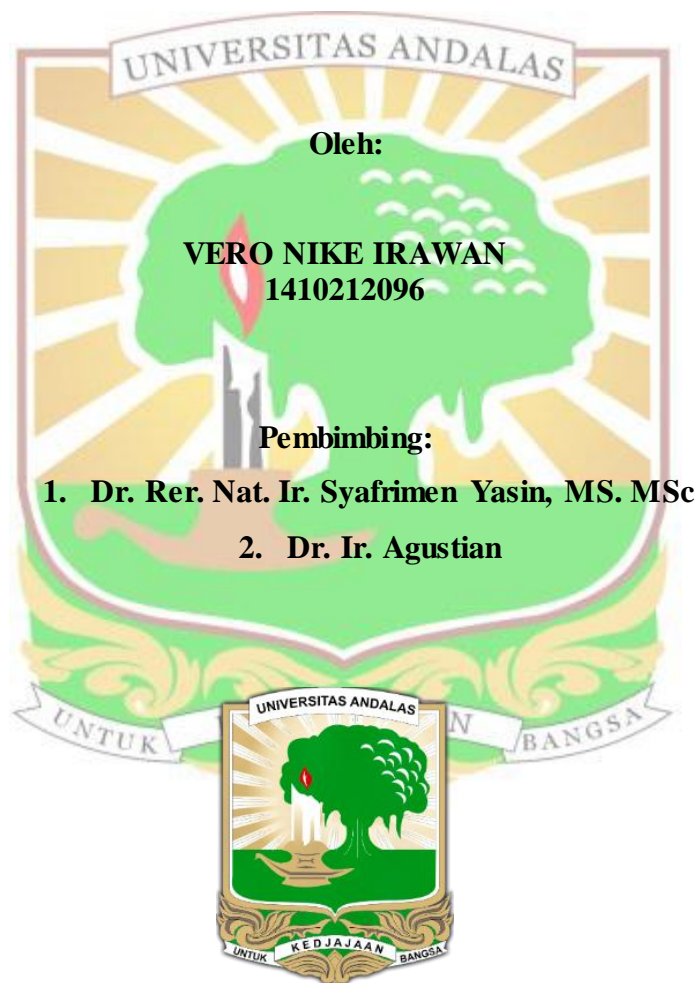 UNIVERSITAS ANDALAS
Oleh:
VERO NIKE IRAWAN
1410212096
Pembimbing:
1. Dr. Rer. Nat. Ir. Syafrimen Yasin, MS. MSc
2. Dr. Ir. Agustian
UNTUK N BANGSA
UNIVERSITAS ANDALAS
UNTUK KEDJAJAAN BANGSA